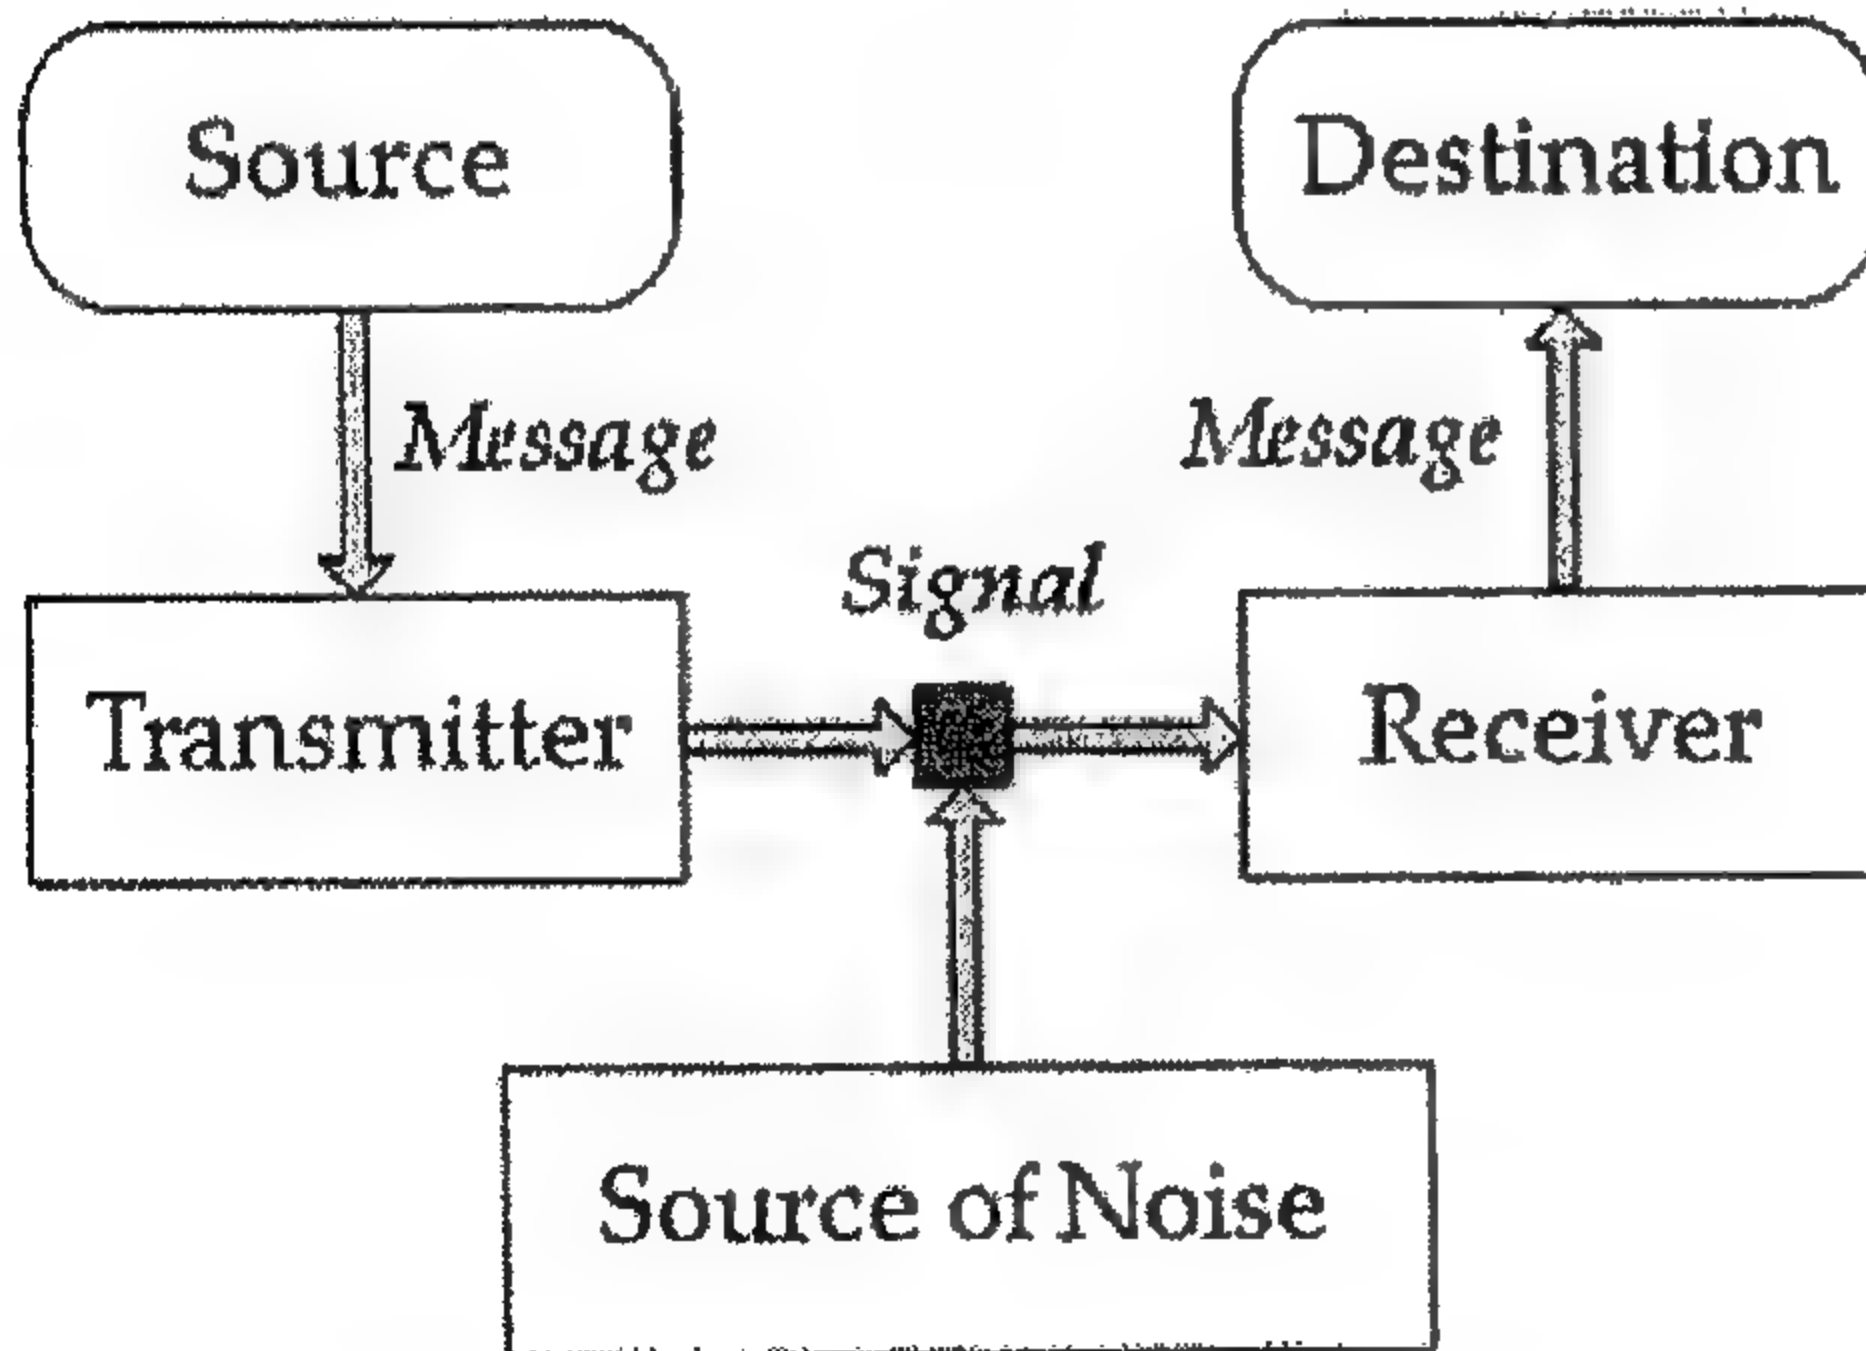 Source
Destination
Message
Message
Signal
Transmitter
Receiver
Source of Noise